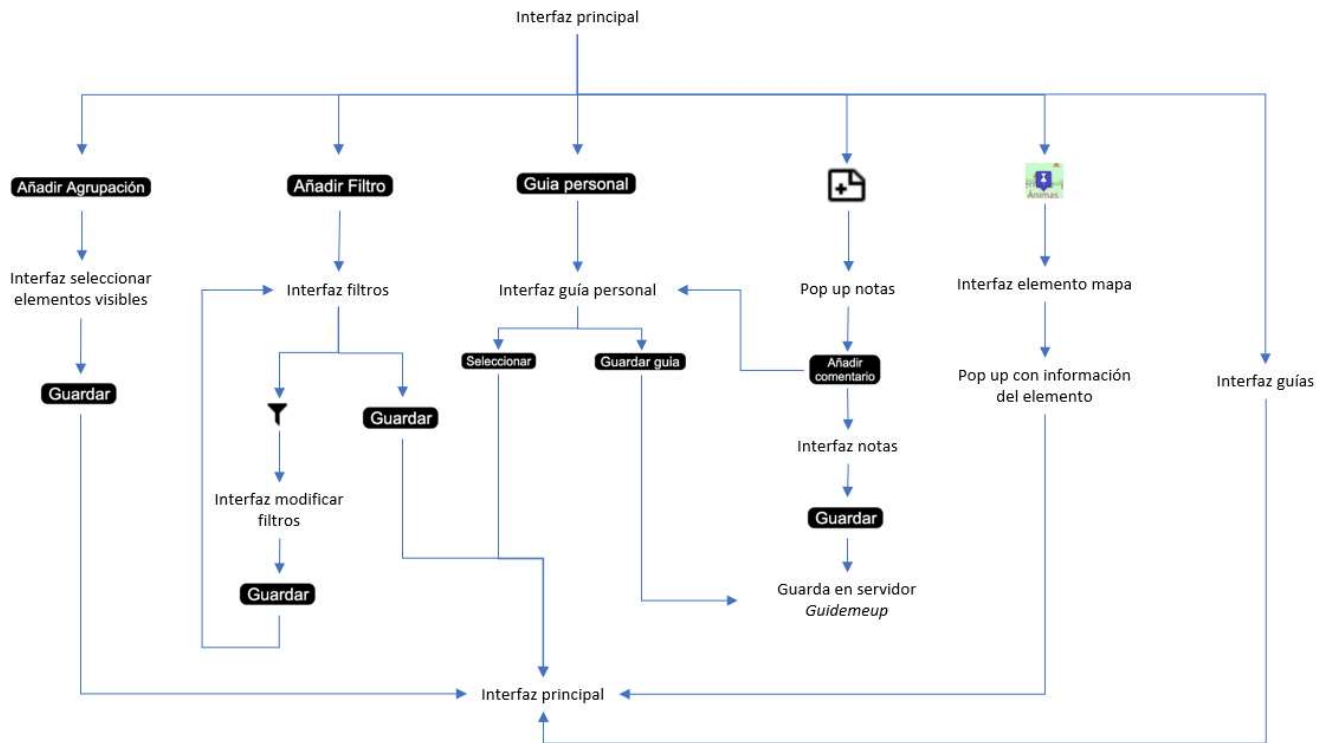 Interfaz principal
Añadir Agrupación
Añadir Filtro
Guia personal
Ánimas
Interfaz seleccionar
elementos visibles
Interfaz filtros
Interfaz guía personal
Pop up notas
Interfaz elemento mapa
Seleccionar
Guardar guia
Añadir
comentario
Pop up con información
del elemento
Interfaz guías
Guardar
Guardar
Interfaz notas
Interfaz modificar
filtros
Guardar
Guardar
Guarda en servidor
Guidemeup
Interfaz principal